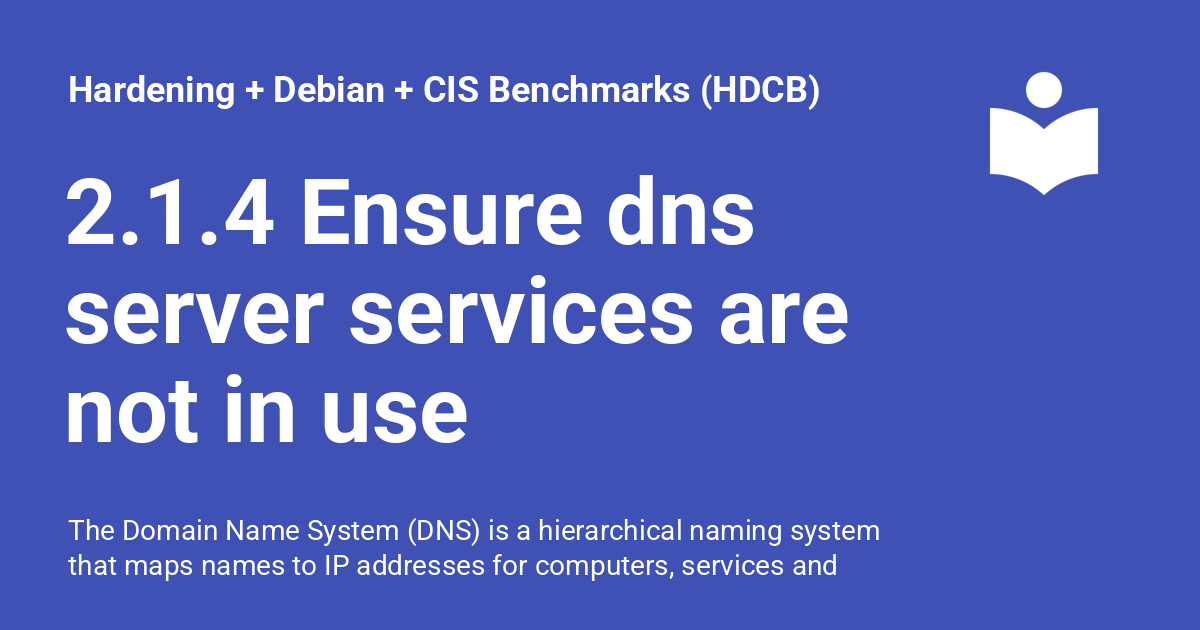 Hardening + Debian + CIS Benchmarks (HDCB)
2.1.4 Ensure dns
server services are
not in use
The Domain Name System (DNS) is a hierarchical naming system
that maps names to IP addresses for computers, services and